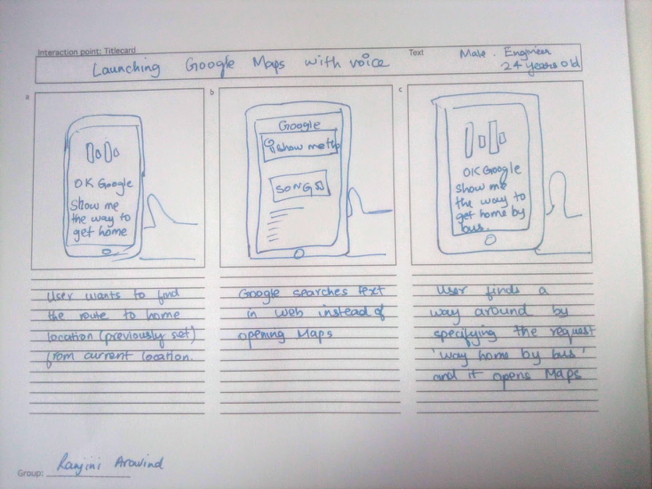 Interaction point: Titlecard
Launching Google Maps with voice
Text
Male. Engineer
24 years old
a
OK Google
Show me
the way to
get home
User wants to find
the route to home
location (previously set)
from current location.
b
Google
show me
SONG
Google searches text
in web instead of
opening Maps
c
OK Google
show me
the way to
get home by
bus.
User finds a
way around by
specifying the request
'way home by bus'
and it opens Maps
Group: Ranjini Aravind